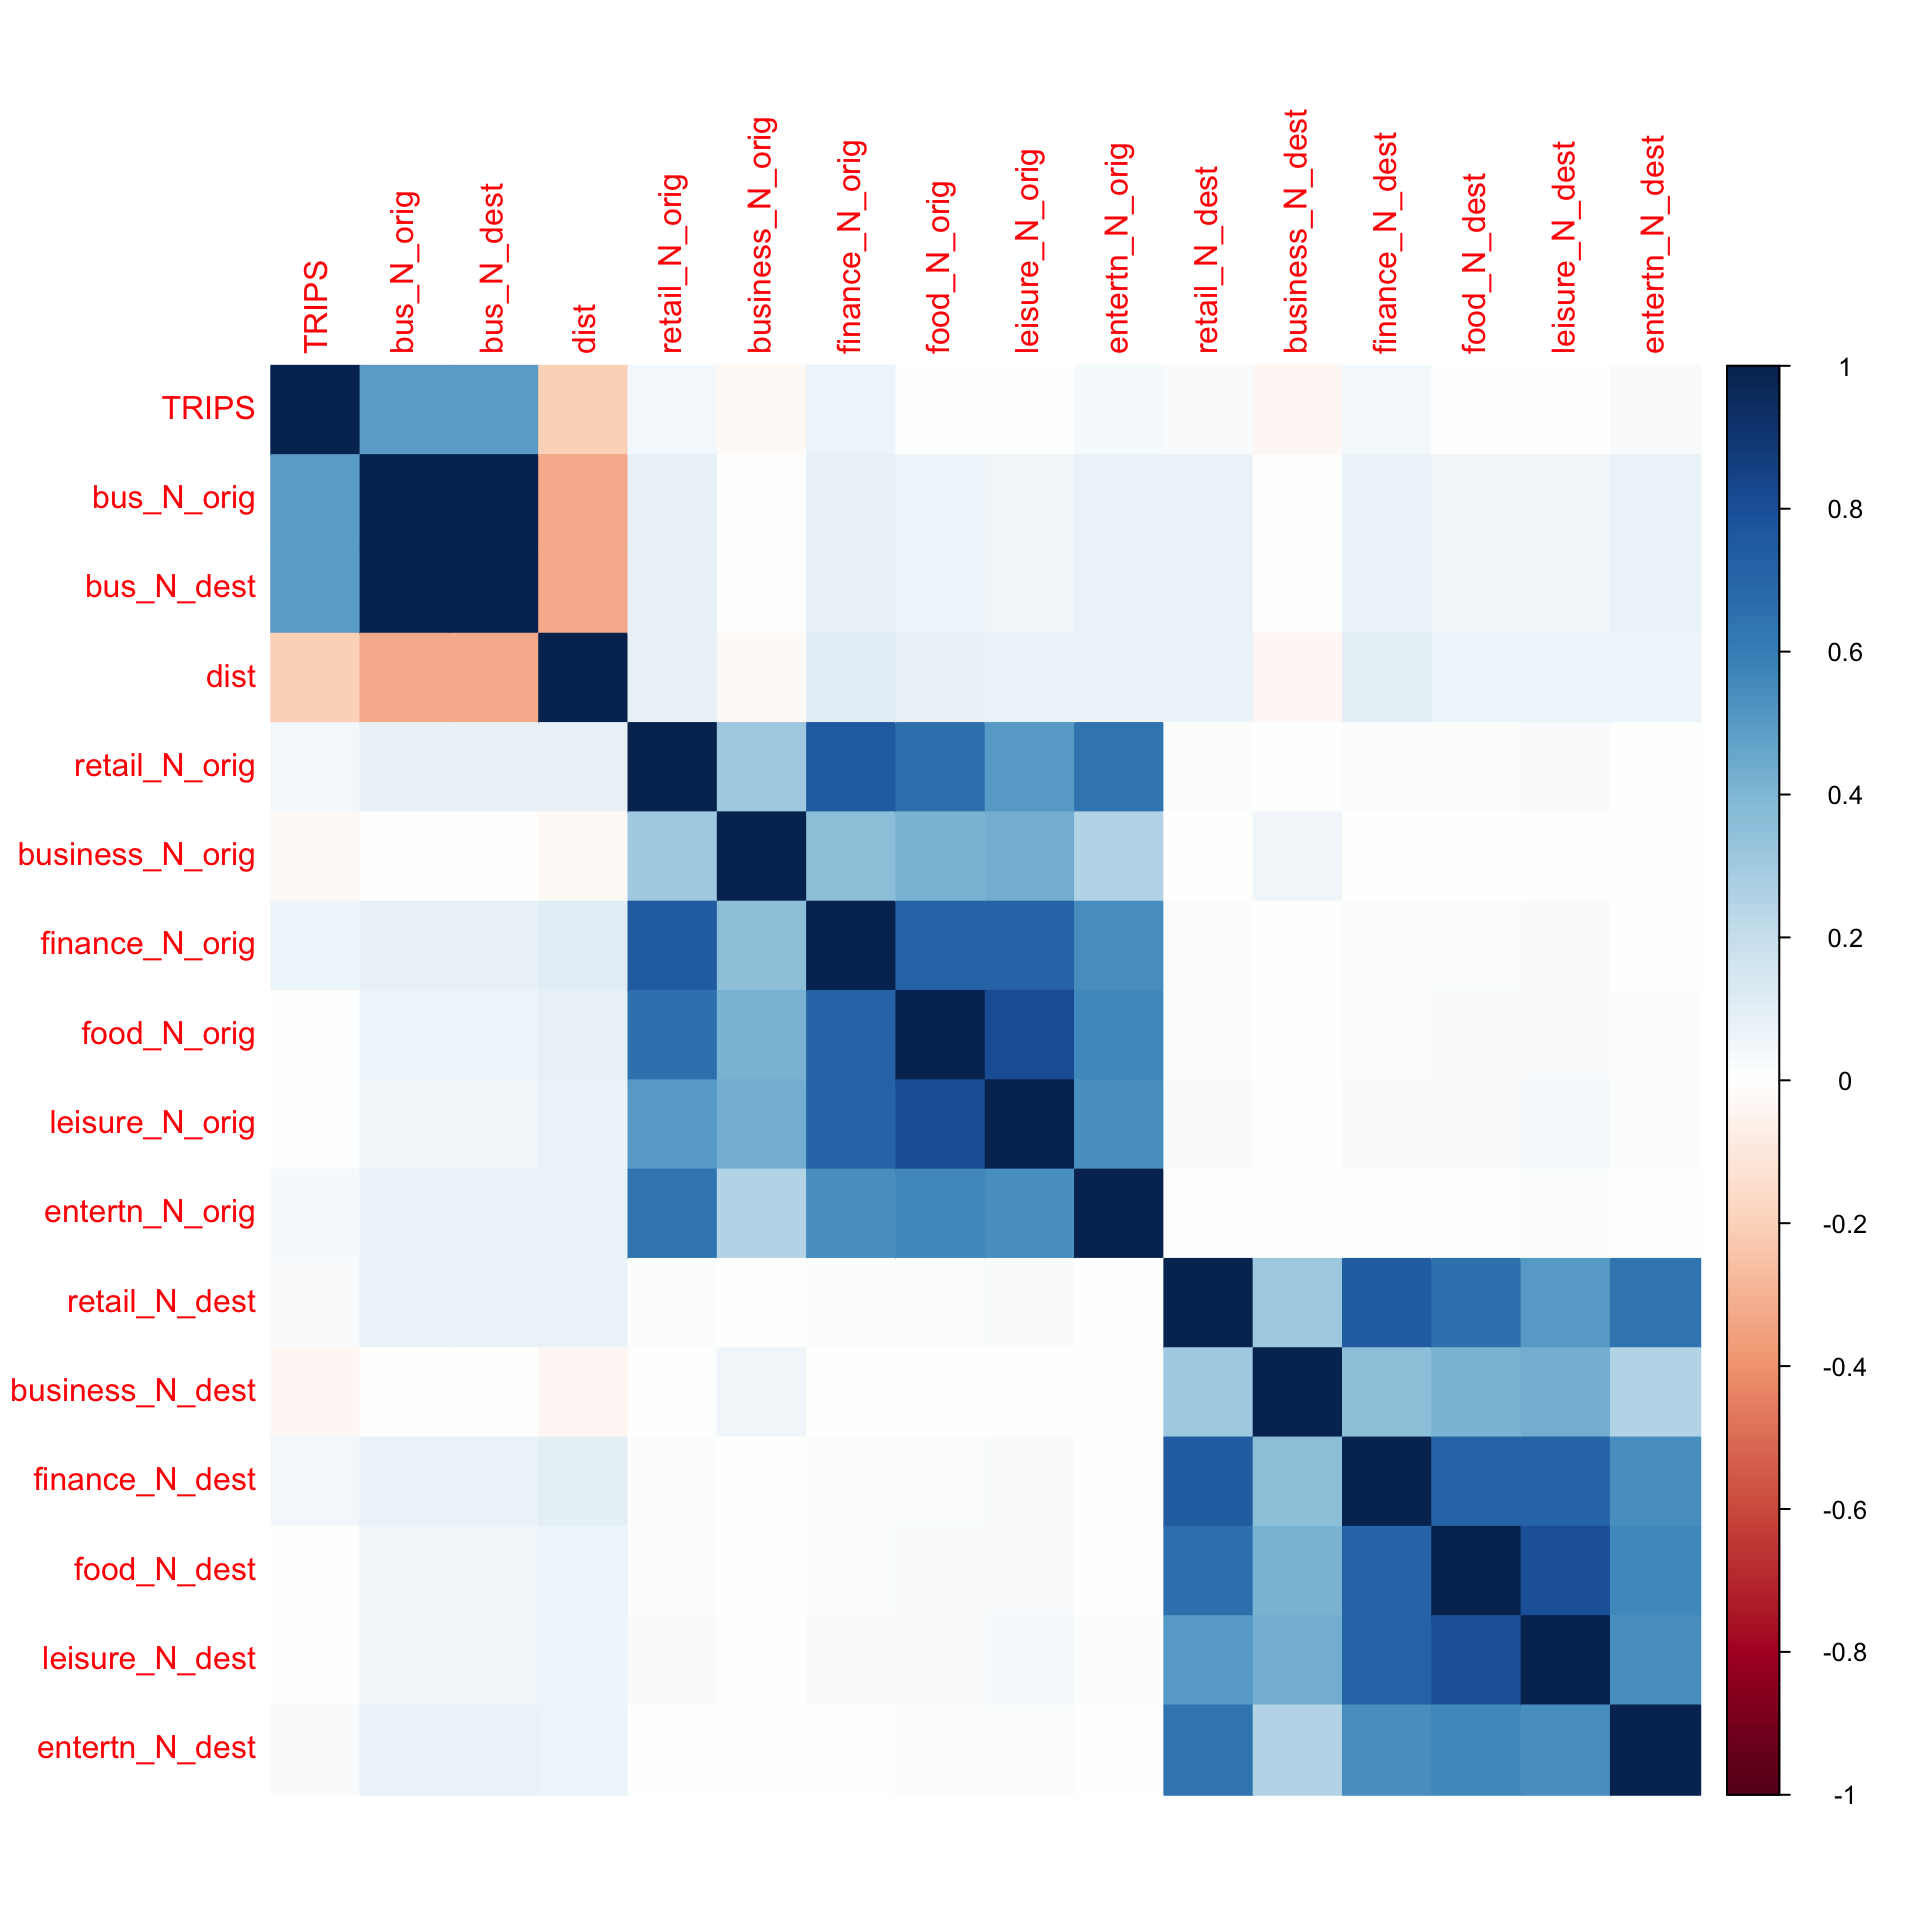 TRIPS
bus_N_orig
bus_N_dest
dist
retail_N_orig
business_N_orig
finance_N_orig
food_N_orig
leisure_N_orig
entertn_N_orig
retail_N_dest
business_N_dest
finance_N_dest
food_N_dest
leisure_N_dest
entertn_N_dest
TRIPS
bus_N_orig
bus_N_dest
dist
retail_N_orig
business_N_orig
finance_N_orig
food_N_orig
leisure_N_orig
entertn_N_orig
retail_N_dest
business_N_dest
finance_N_dest
food_N_dest
leisure_N_dest
entertn_N_dest
1
0.8
0.6
0.4
0.2
0
-0.2
-0.4
-0.6
-0.8
-1